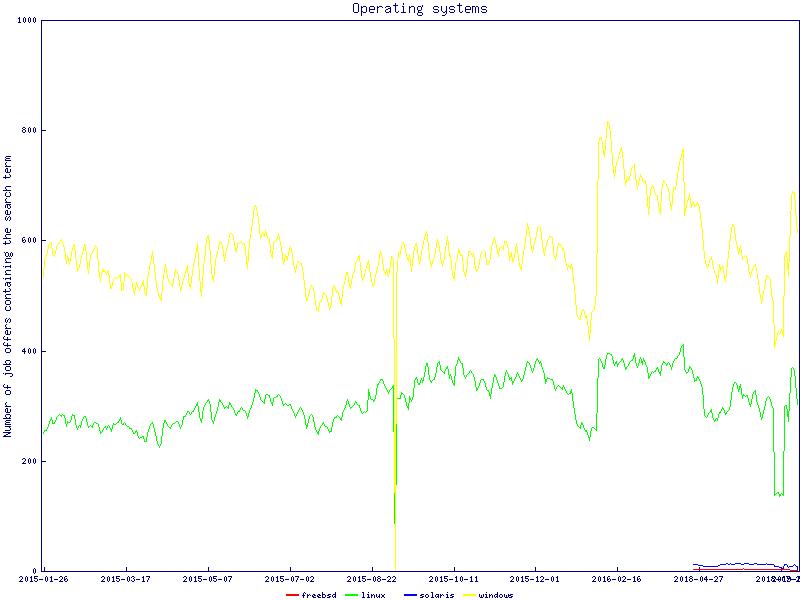 Operating systems
Number of job offers containing the search term
1000
800
600
400
200
0
2015-01-26 2015-03-17 2015-05-07 2015-07-02 2015-08-22 2015-10-11 2015-12-01 2016-02-16 2018-04-27
freebsd linux solaris windows